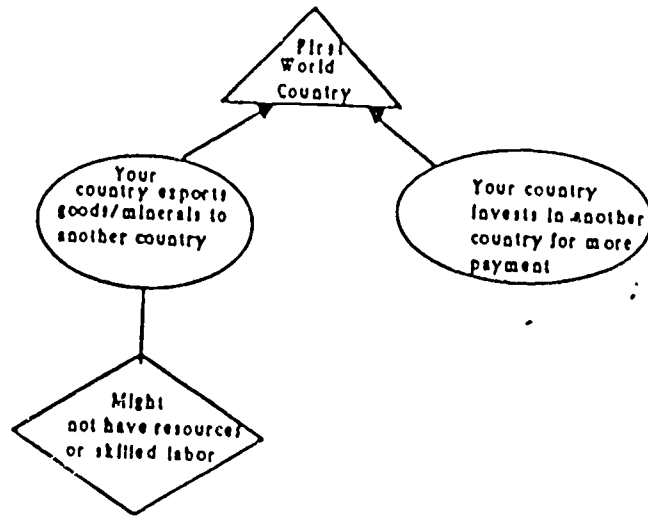 First
World
Country
Your
country exports
goods/minerals to
another country
Your country
invests in another
country for more
payment
Might
not have resources
or skilled labor